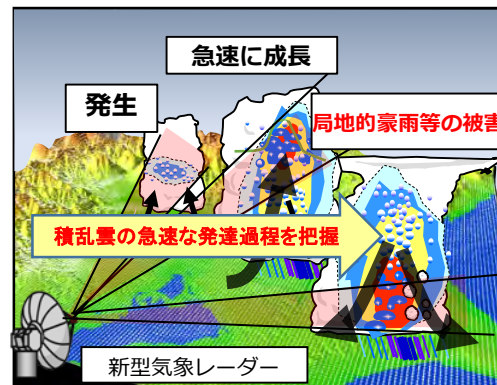 急速に成長
発生
局地的豪雨等の被害
積乱雲の急速な発達過程を把握
新型気象レーダー